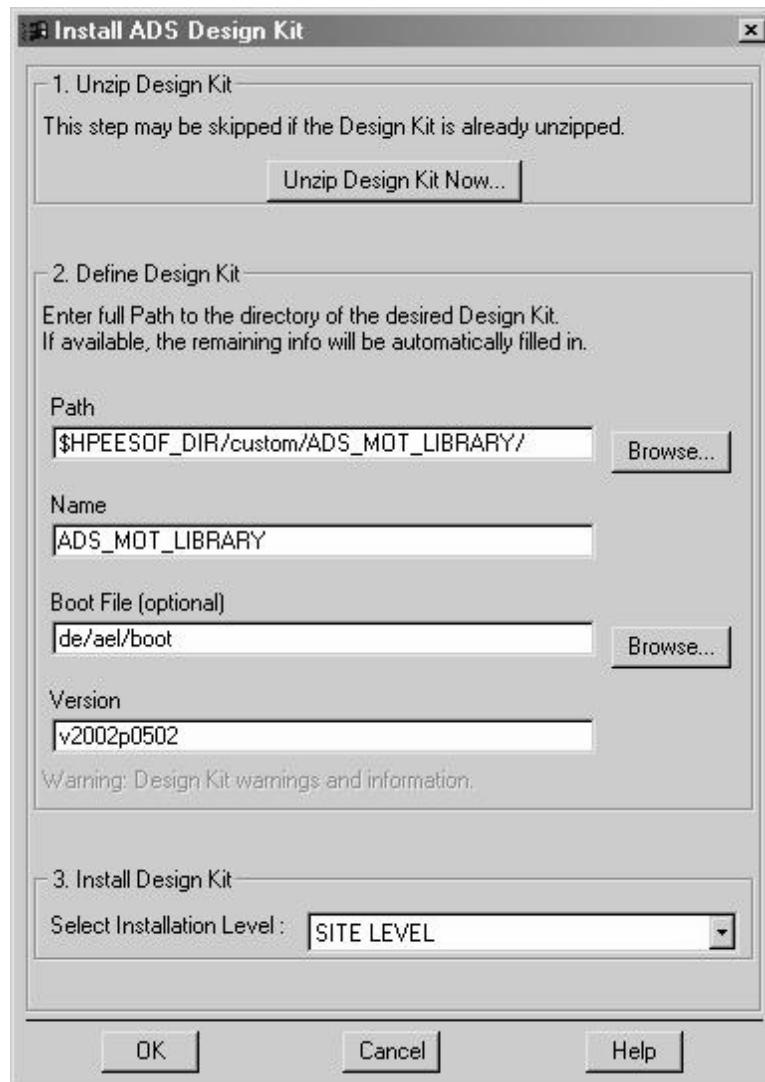 Install ADS Design Kit
1. Unzip Design Kit
This step may be skipped if the Design Kit is already unzipped.
Unzip Design Kit Now...
2. Define Design Kit
Enter full Path to the directory of the desired Design Kit.
If available, the remaining info will be automatically filled in.
Path
$HPEESOF_DIR/custom/ADS_MOT_LIBRARY/
Browse...
Name
ADS_MOT_LIBRARY
Boot File (optional)
de/ael/boot
Browse...
Version
v2002p0502
Warning: Design Kit warnings and information.
3. Install Design Kit
Select Installation Level :
SITE LEVEL
OK
Cancel
Help